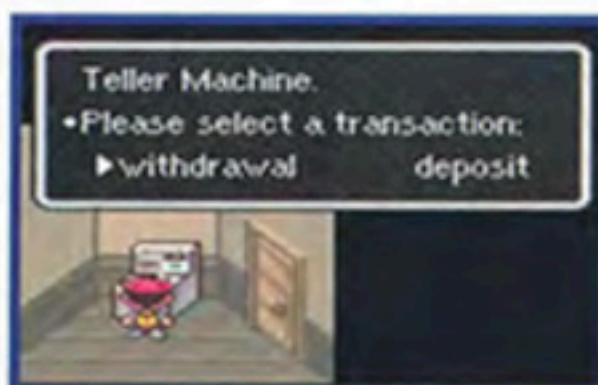 Teller Machine.
•Please select a transaction:
▶withdrawal deposit